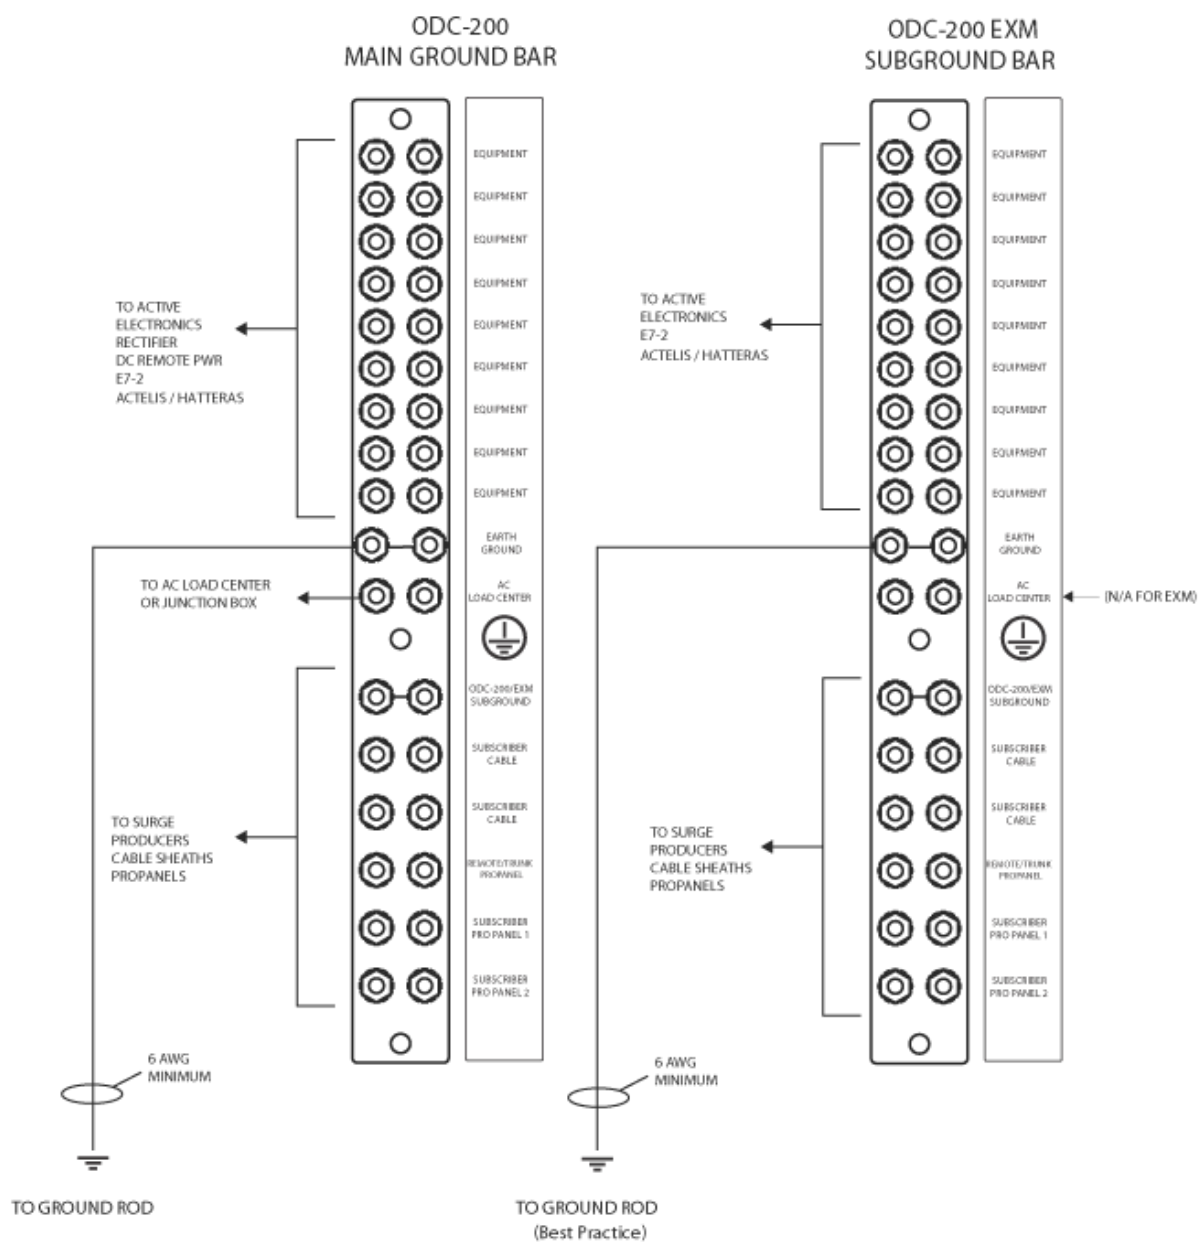 ODC-200
MAIN GROUND BAR
EQUIPMENT
EQUIPMENT
EQUIPMENT
EQUIPMENT
EQUIPMENT
EQUIPMENT
EQUIPMENT
EQUIPMENT
EQUIPMENT
EARTH
GROUND
AC
LOAD CENTER
ODC-200/EXM
SUBGROUND
SUBSCRIBER
CABLE
SUBSCRIBER
CABLE
REMOTE/TRUNK
PROPANEL
SUBSCRIBER
PRO PANEL 1
SUBSCRIBER
PRO PANEL 2
TO ACTIVE
ELECTRONICS
RECTIFIER
DC REMOTE PWR
E7-2
ACTELIS / HATTERAS
TO AC LOAD CENTER
OR JUNCTION BOX
TO SURGE
PRODUCERS
CABLE SHEATHS
PROPANELS
6 AWG
MINIMUM
TO GROUND ROD
ODC-200 EXM
SUBGROUND BAR
EQUIPMENT
EQUIPMENT
EQUIPMENT
EQUIPMENT
EQUIPMENT
EQUIPMENT
EQUIPMENT
EQUIPMENT
EQUIPMENT
EARTH
GROUND
AC
LOAD CENTER
(N/A FOR EXM)
ODC-200/EXM
SUBGROUND
SUBSCRIBER
CABLE
SUBSCRIBER
CABLE
REMOTE/TRUNK
PROPANEL
SUBSCRIBER
PRO PANEL 1
SUBSCRIBER
PRO PANEL 2
TO ACTIVE
ELECTRONICS
E7-2
ACTELIS / HATTERAS
TO SURGE
PRODUCERS
CABLE SHEATHS
PROPANELS
6 AWG
MINIMUM
TO GROUND ROD
(Best Practice)